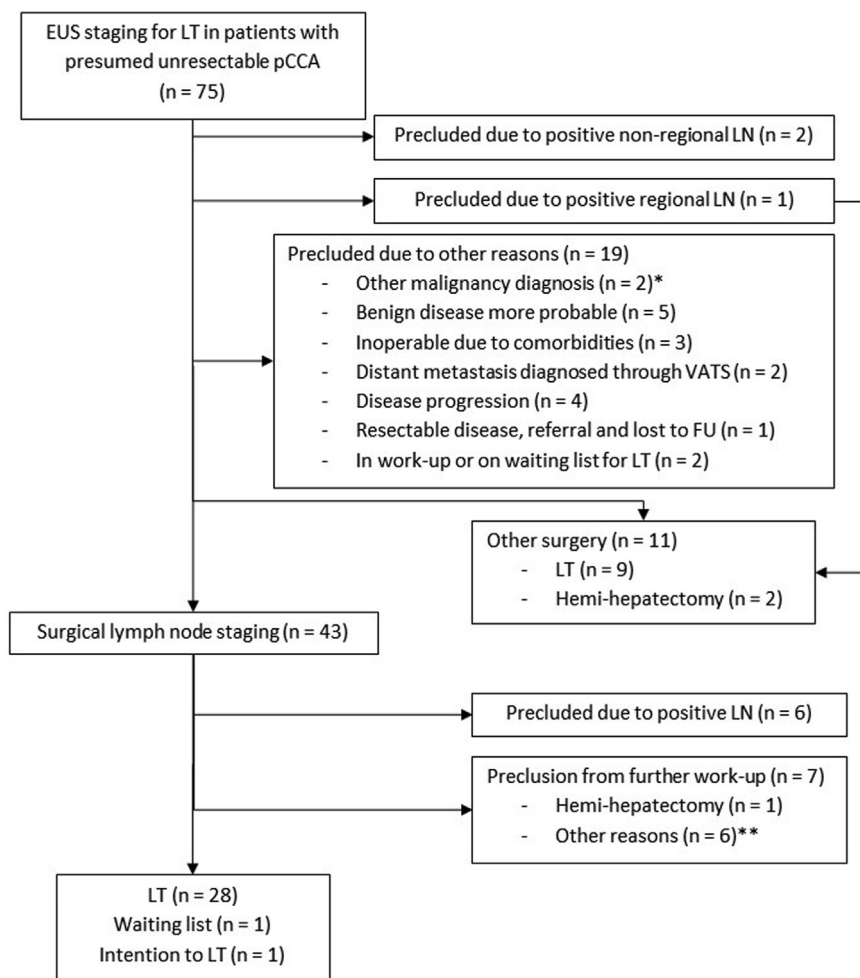 EUS staging for LT in patients with
presumed unresectable pCCA
(n = 75)
Precluded due to positive non-regional LN (n = 2)
Precluded due to positive regional LN (n = 1)
Precluded due to other reasons (n = 19)
- Other malignancy diagnosis (n = 2)*
- Benign disease more probable (n = 5)
- Inoperable due to comorbidities (n = 3)
- Distant metastasis diagnosed through VATS (n = 2)
- Disease progression (n = 4)
- Resectable disease, referral and lost to FU (n = 1)
- In work-up or on waiting list for LT (n = 2)
Other surgery (n = 11)
- LT (n = 9)
- Hemi-hepatectomy (n = 2)
Surgical lymph node staging (n = 43)
Precluded due to positive LN (n = 6)
Preclusion from further work-up (n = 7)
- Hemi-hepatectomy (n = 1)
- Other reasons (n = 6)**
LT (n = 28)
Waiting list (n = 1)
Intention to LT (n = 1)